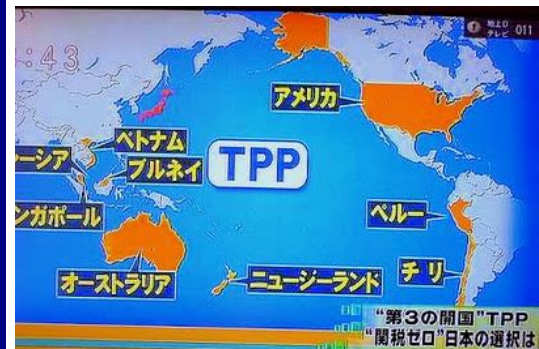 :43
地上D
テレビ 011
アメリカ
ベトナム
ーシア
ブルネイ
TPP
ンガポール
ペルー
オーストラリア
ニュージーランド
チリ
“第3の開国”TPP
“関税ゼロ”日本の選択は